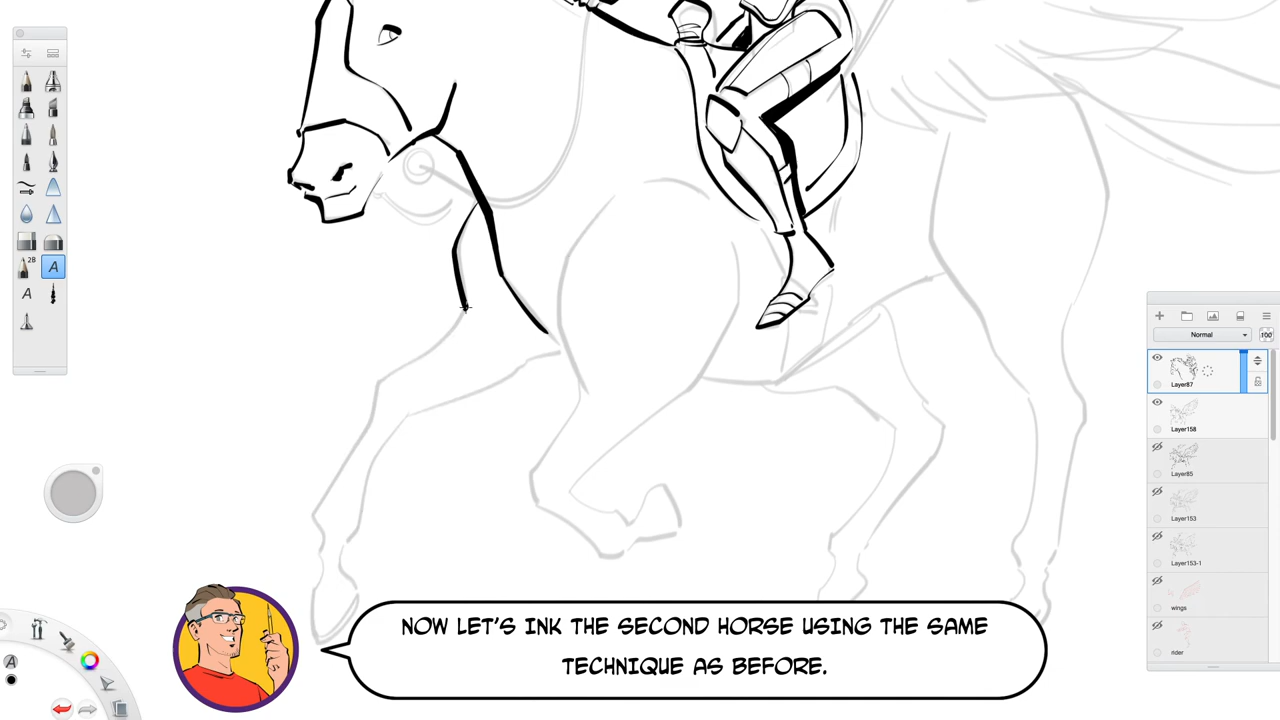 28
A
A
Normal
100
Layer87
Layer158
Layer85
Layer153
Layer153-1
wings
rider
A
NOW LET'S INK THE SECOND HORSE USING THE SAME
TECHNIQUE AS BEFORE.